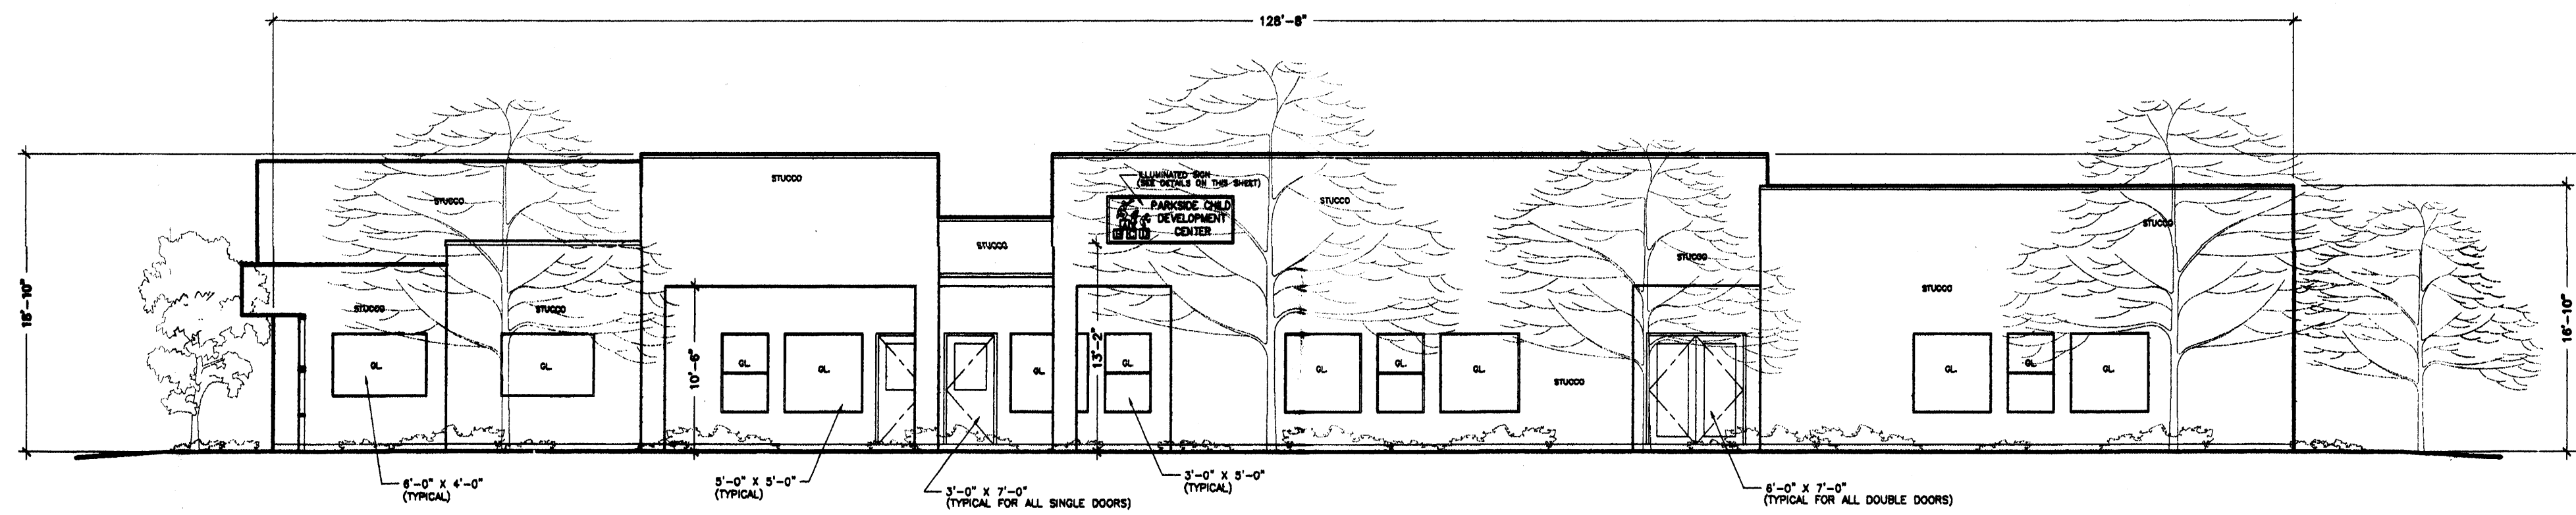 128'-8"
STUCCO
ILLUMINATED SIGN
(SEE DETAILS ON THIS SHEET)
STUCCO
STUCCO
PARKSIDE CHILD
DEVELOPMENT
CENTER
STUCCO
STUCCO
STUCCO
STUCCO
18'-10"
STUCCO
STUCCO
10'-6"
13'-2"
STUCCO
16'-10"
GL.
GL.
GL.
GL.
GL.
GL.
GL.
GL.
GL.
GL.
GL.
GL.
STUCCO
6'-0" X 4'-0"
(TYPICAL)
5'-0" X 5'-0"
(TYPICAL)
3'-0" X 7'-0"
(TYPICAL FOR ALL SINGLE DOORS)
3'-0" X 5'-0"
(TYPICAL)
6'-0" X 7'-0"
(TYPICAL FOR ALL DOUBLE DOORS)